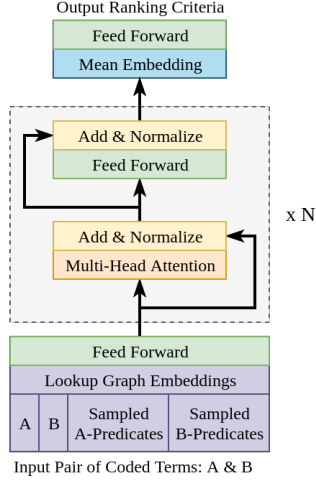 Output Ranking Criteria
Feed Forward
Mean Embedding
Add & Normalize
Feed Forward
x N
Add & Normalize
Multi-Head Attention
Feed Forward
Lookup Graph Embeddings
A
B
Sampled
A-Predicates
Sampled
B-Predicates
Input Pair of Coded Terms: A & B